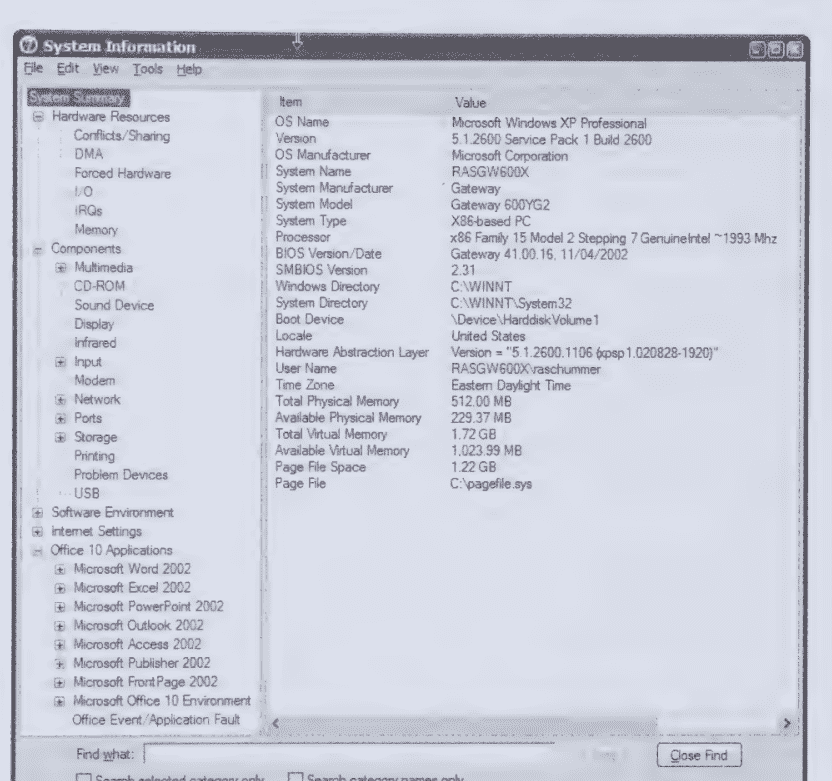 System Information
File Edit View Tools Help
System Summary
Hardware Resources
Conflicts/Sharing
DMA
Forced Hardware
I/O
IRQs
Memory
Components
Multimedia
CD-ROM
Sound Device
Display
Infrared
Input
Modem
Network
Ports
Storage
Printing
Problem Devices
USB
Software Environment
Internet Settings
Office 10 Applications
Microsoft Word 2002
Microsoft Excel 2002
Microsoft PowerPoint 2002
Microsoft Outlook 2002
Microsoft Access 2002
Microsoft Publisher 2002
Microsoft FrontPage 2002
Microsoft Office 10 Environment
Office Event/Application Fault
Item Value
OS Name Microsoft Windows XP Professional
Version 5.1.2600 Service Pack 1 Build 2600
OS Manufacturer Microsoft Corporation
System Name RASGW600X
System Manufacturer Gateway
System Model Gateway 600YG2
System Type X86-based PC
Processor x86 Family 15 Model 2 Stepping 7 GenuineIntel ~1993 Mhz
BIOS Version/Date Gateway 41.00.16, 11/04/2002
SMBIOS Version 2.31
Windows Directory C:\WINNT
System Directory C:\WINNT\System32
Boot Device \Device\HarddiskVolume1
Locale United States
Hardware Abstraction Layer Version = "5.1.2600.1106 (xpsp1.020828-1920)"
User Name RASGW600X\raschummer
Time Zone Eastern Daylight Time
Total Physical Memory 512.00 MB
Available Physical Memory 229.37 MB
Total Virtual Memory 1.72 GB
Available Virtual Memory 1,023.99 MB
Page File Space 1.22 GB
Page File C:\pagefile.sys
Find what: Close Find
Search selected category only Search category names only